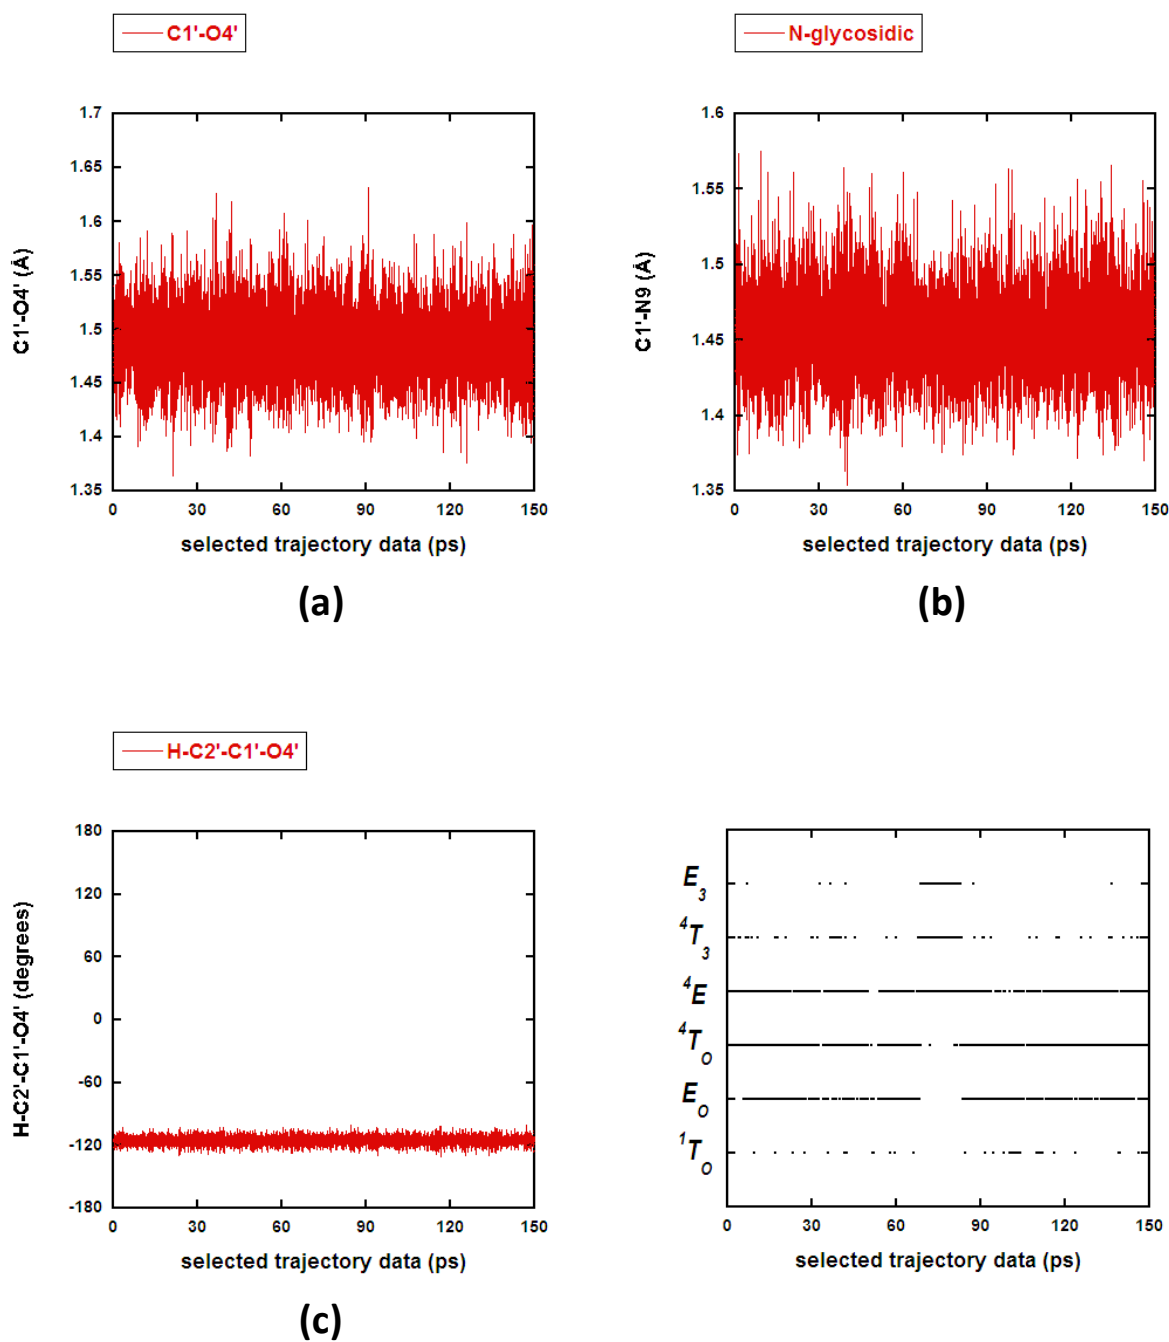 C1'-O4'
1.7
1.65
1.6
1.55
1.5
1.45
1.4
1.35
C1'-O4' (Å)
0 30 60 90 120 150
selected trajectory data (ps)
(a)
N-glycosidic
1.6
1.55
1.5
1.45
1.4
1.35
C1'-N9 (Å)
0 30 60 90 120 150
selected trajectory data (ps)
(b)
H-C2'-C1'-O4'
180
120
60
0
-60
-120
-180
H-C2'-C1'-O4' (degrees)
0 30 60 90 120 150
selected trajectory data (ps)
(c)
E₃
⁴T₃
⁴E
⁴T₀
E₀
¹T₀
0 30 60 90 120 150
selected trajectory data (ps)